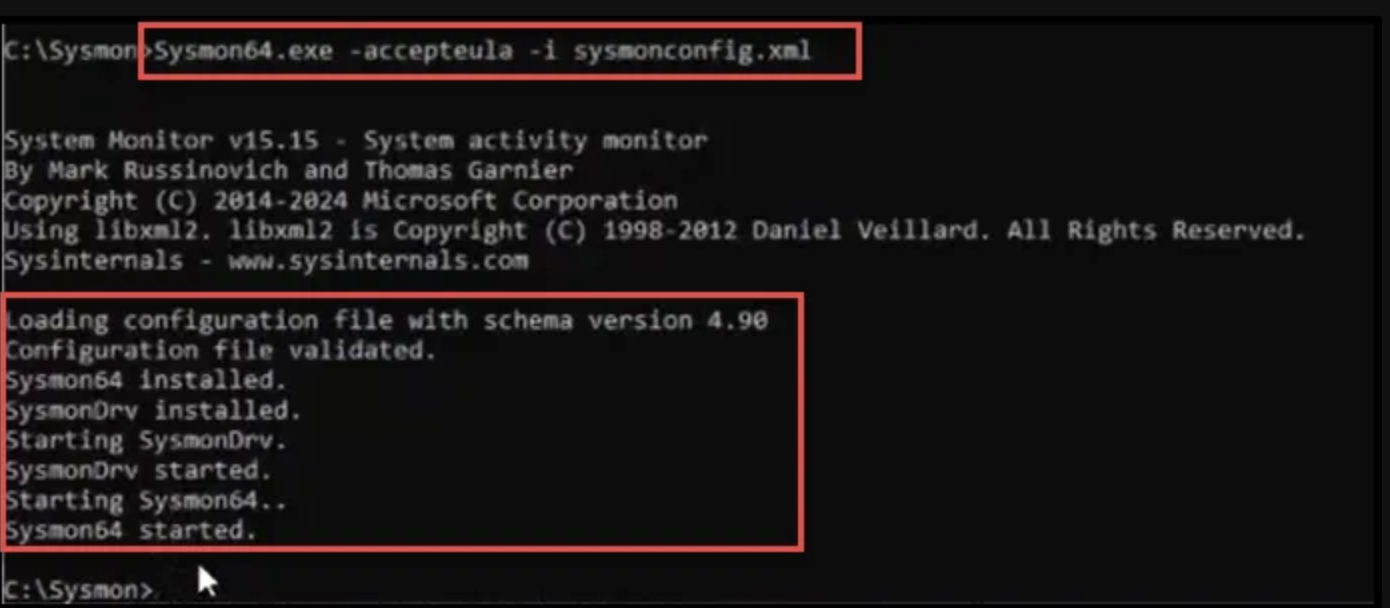 C:\Sysmon>Sysmon64.exe -accepteula -i sysmonconfig.xml
System Monitor v15.15 - System activity monitor
By Mark Russinovich and Thomas Garnier
Copyright (C) 2014-2024 Microsoft Corporation
Using libxml2. libxml2 is Copyright (C) 1998-2012 Daniel Veillard. All Rights Reserved.
Sysinternals - www.sysinternals.com
Loading configuration file with schema version 4.90
Configuration file validated.
Sysmon64 installed.
SysmonDrv installed.
Starting SysmonDrv.
SysmonDrv started.
Starting Sysmon64..
Sysmon64 started.
C:\Sysmon>